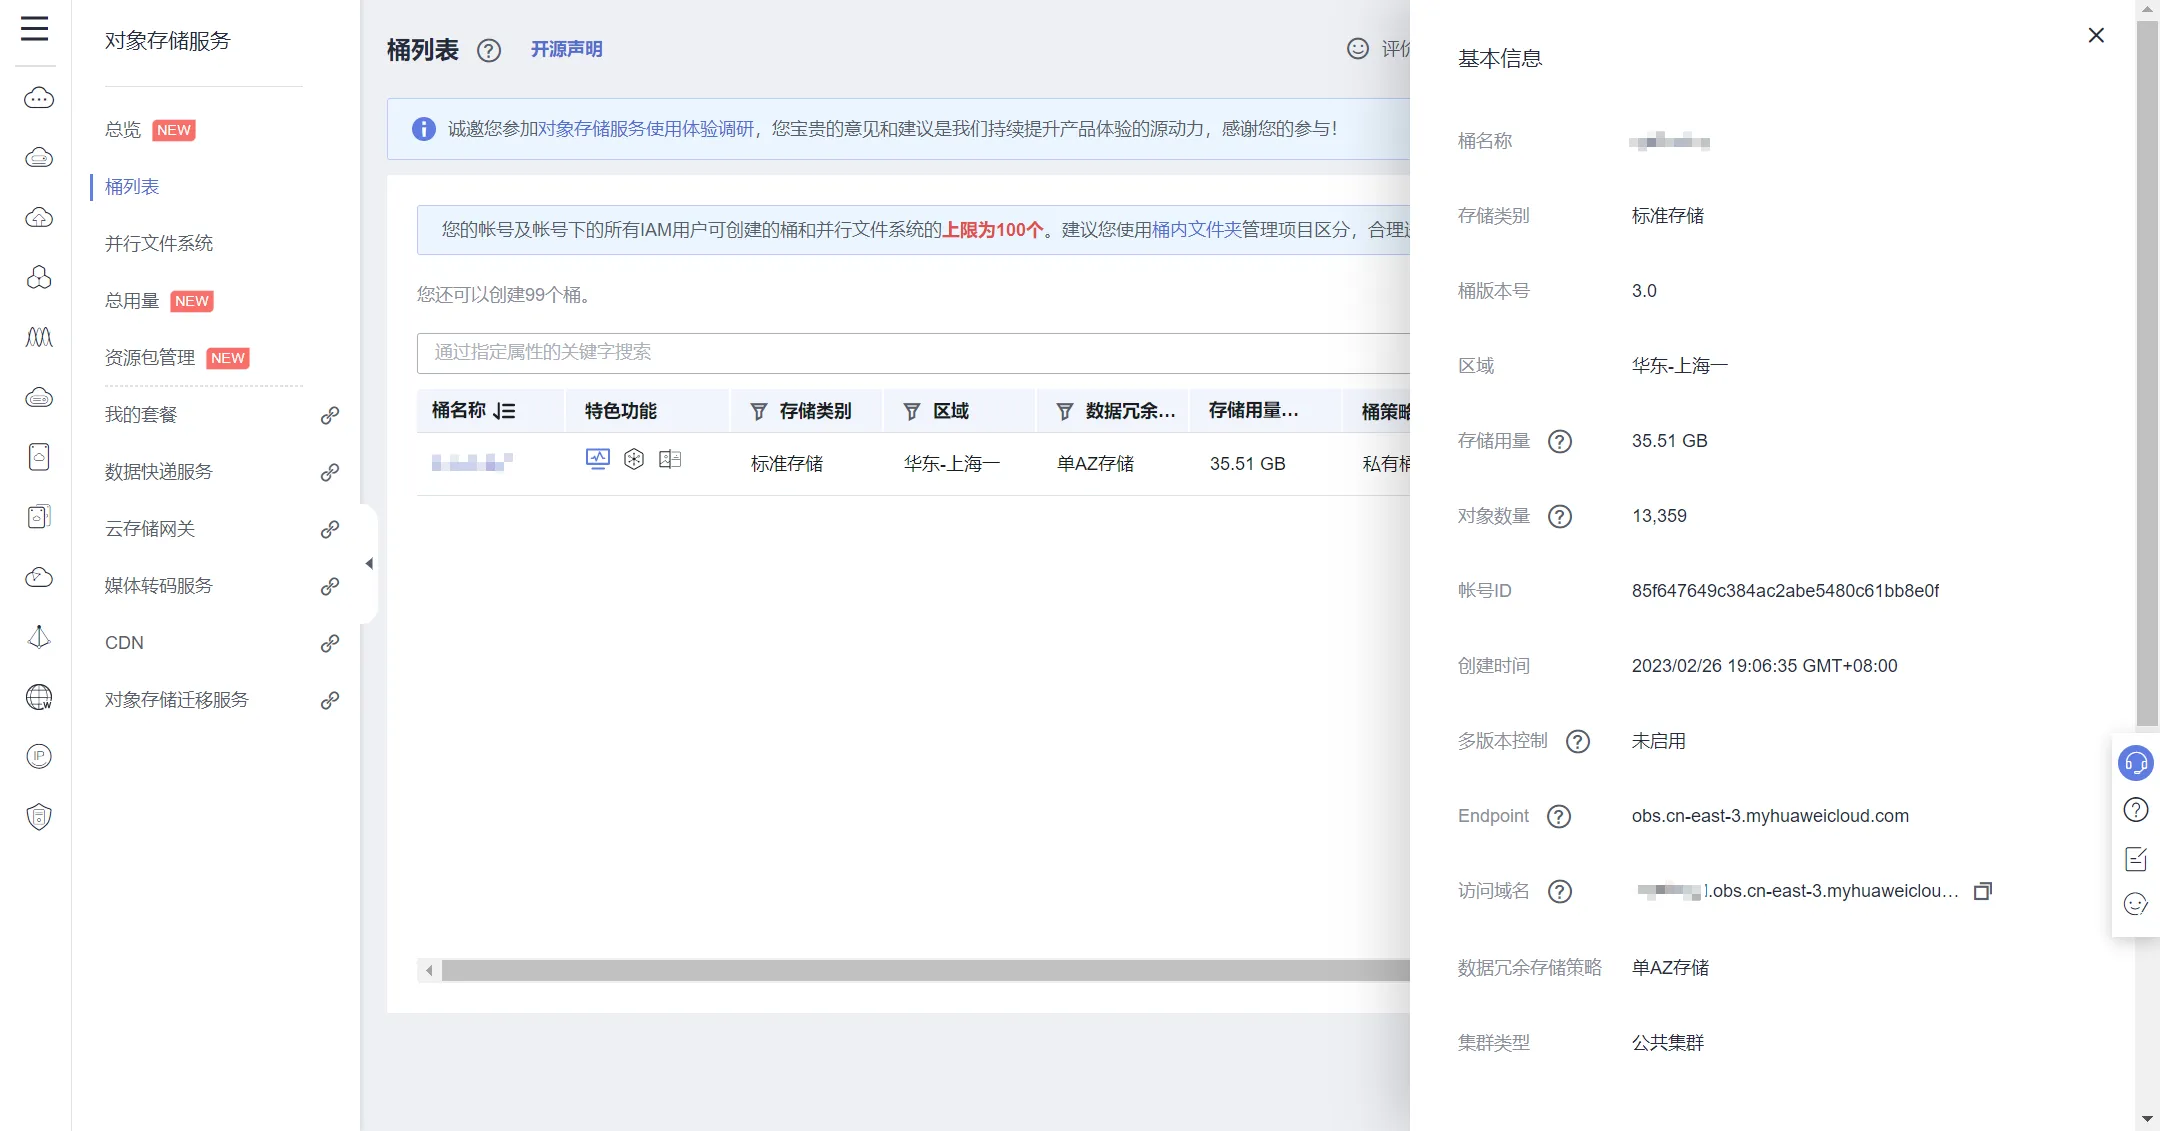 对象存储服务
总览 NEW
桶列表
并行文件系统
总用量 NEW
资源包管理 NEW
我的套餐
数据快递服务
云存储网关
媒体转码服务
CDN
对象存储迁移服务
桶列表 开源声明
评价
诚邀您参加对象存储服务使用体验调研，您宝贵的意见和建议是我们持续提升产品体验的源动力，感谢您的参与！
您的帐号及帐号下的所有IAM用户可创建的桶和并行文件系统的上限为100个。建议您使用桶内文件夹管理项目区分，合理
您还可以创建99个桶。
通过指定属性的关键字搜索
桶名称 特色功能 存储类别 区域 数据冗余... 存储用量... 桶策略
标准存储 华东-上海一 单AZ存储 35.51 GB 私有桶
基本信息
桶名称
存储类别 标准存储
桶版本号 3.0
区域 华东-上海一
存储用量 35.51 GB
对象数量 13,359
帐号ID 85f647649c384ac2abe5480c61bb8e0f
创建时间 2023/02/26 19:06:35 GMT+08:00
多版本控制 未启用
Endpoint obs.cn-east-3.myhuaweicloud.com
访问域名 .obs.cn-east-3.myhuaweiclou...
数据冗余存储策略 单AZ存储
集群类型 公共集群